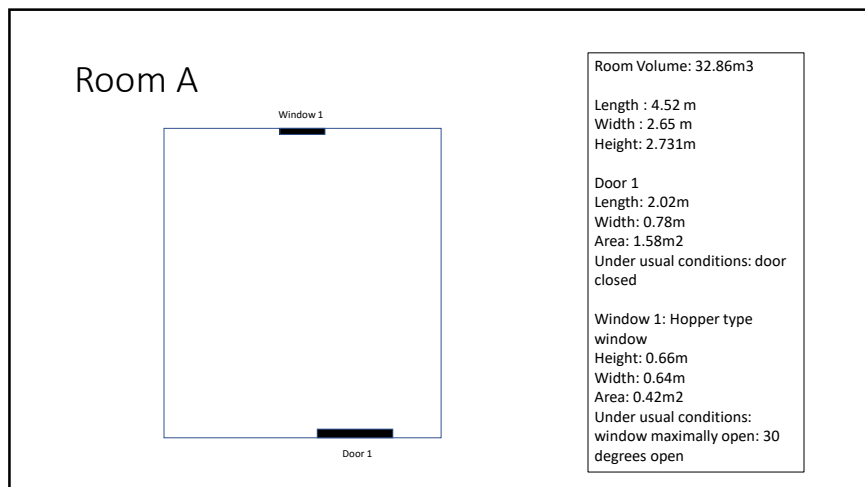 Room A
Window 1
Door 1
Room Volume: 32.86m3
Length : 4.52 m
Width : 2.65 m
Height: 2.731m
Door 1
Length: 2.02m
Width: 0.78m
Area: 1.58m2
Under usual conditions: door
closed
Window 1: Hopper type
window
Height: 0.66m
Width: 0.64m
Area: 0.42m2
Under usual conditions:
window maximally open: 30
degrees open